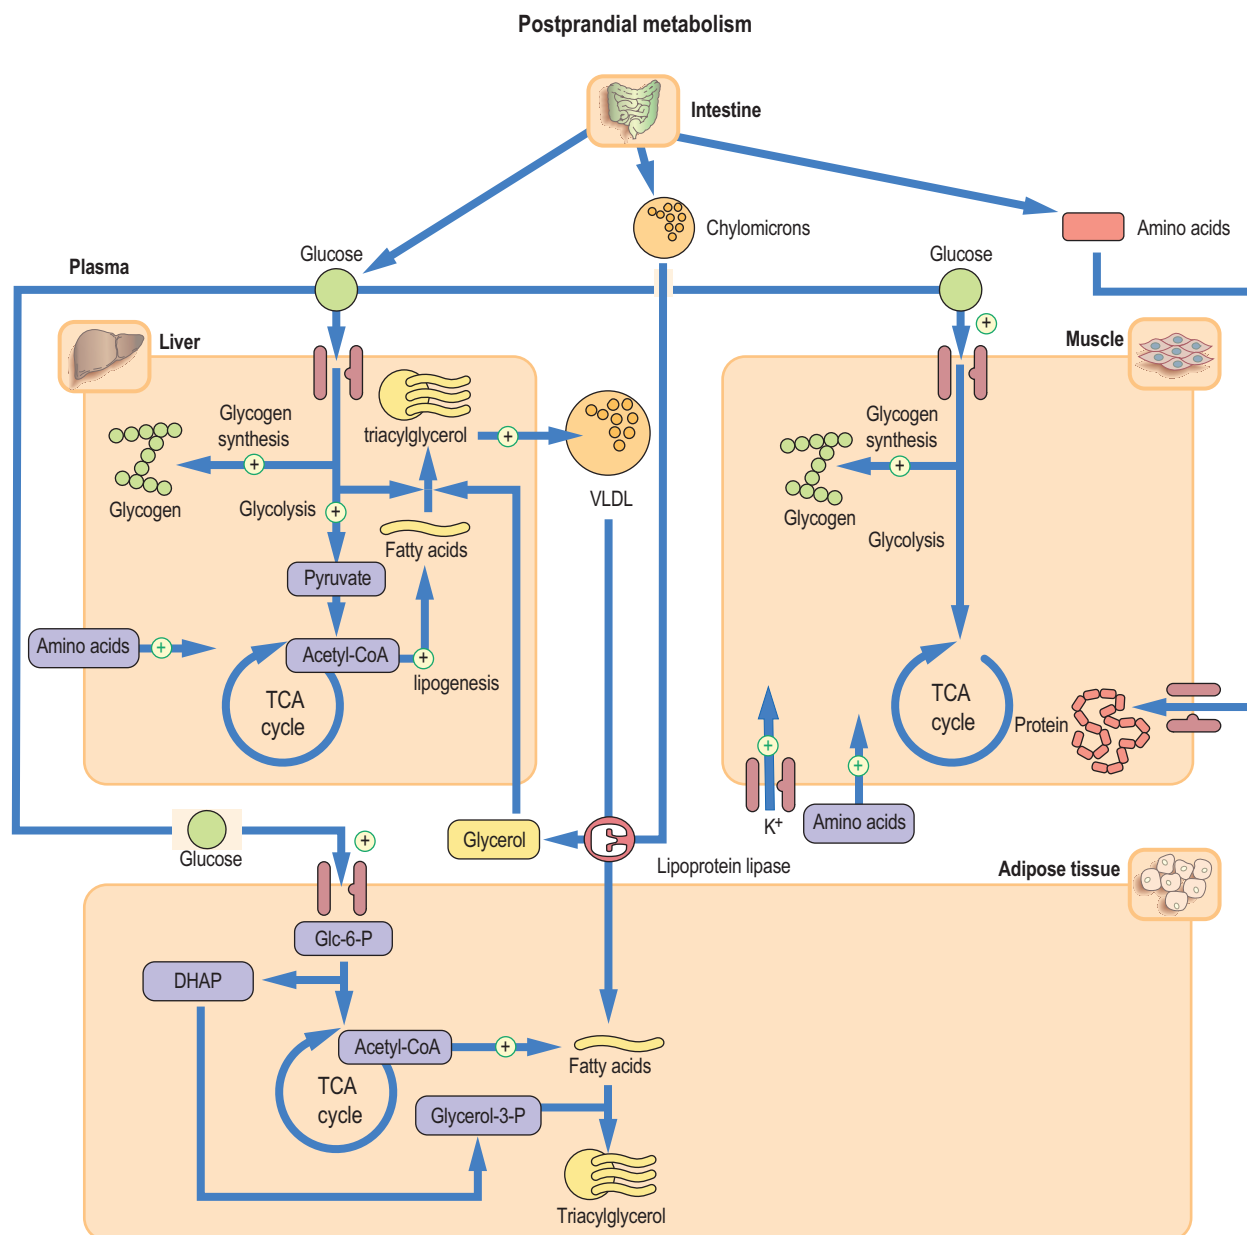 Postprandial metabolism
Intestine
Chylomicrons
Amino acids
Plasma
Glucose
Glucose
Liver
Muscle
triacylglycerol
Glycogen
synthesis
+
+
Glycogen
Glycolysis
+
Fatty acids
VLDL
Pyruvate
Amino acids
+
Acetyl-CoA
+
lipogenesis
TCA
cycle
+
Glycogen
synthesis
+
Glycogen
Glycolysis
TCA
cycle
Protein
+
K+
+
Amino acids
Glucose
+
Glycerol
Lipoprotein lipase
Adipose tissue
Glc-6-P
DHAP
Acetyl-CoA
+
Fatty acids
TCA
cycle
Glycerol-3-P
Triacylglycerol